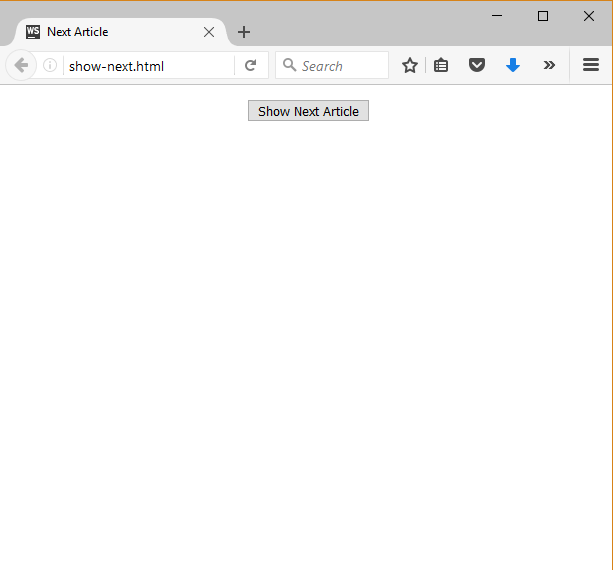 WS Next Article
show-next.html
Search
Show Next Article